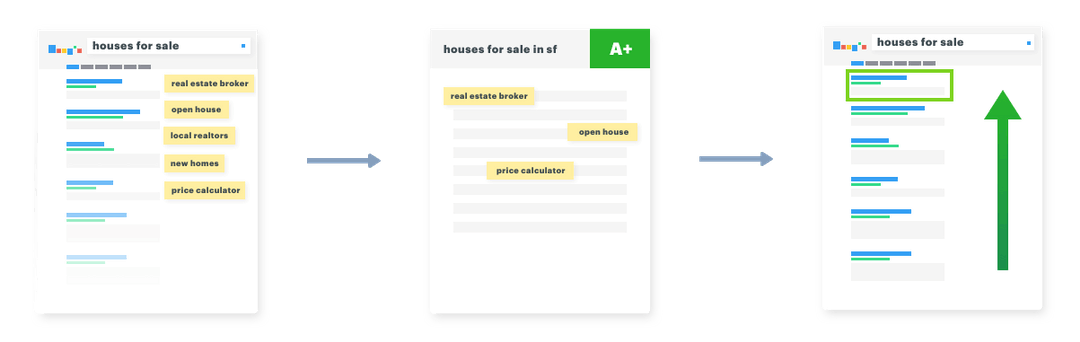 houses for sale
real estate broker
open house
local realtors
new homes
price calculator
houses for sale in sf
A+
real estate broker
open house
price calculator
houses for sale